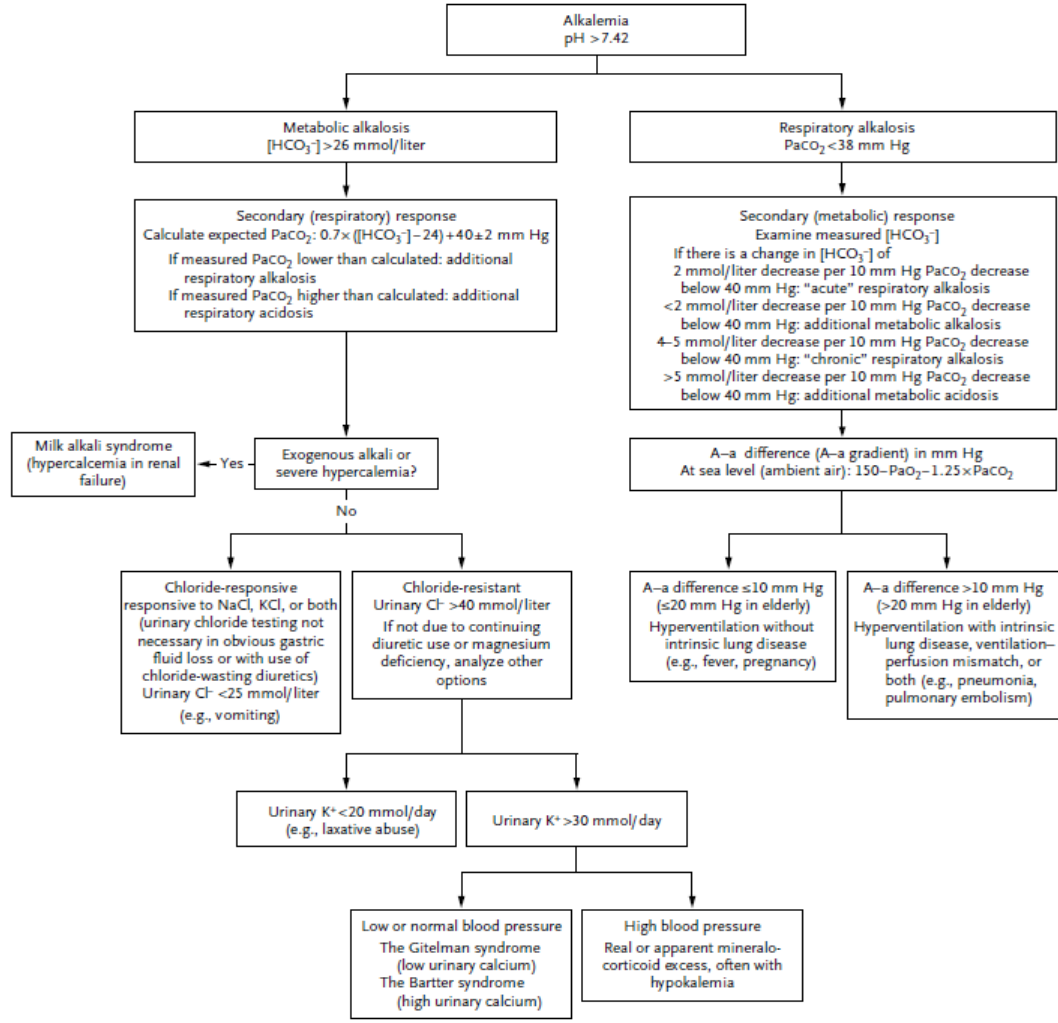 Alkalemia
pH >7.42
Metabolic alkalosis
[HCO₃⁻] >26 mmol/liter
Respiratory alkalosis
PaCO₂ <38 mm Hg
Secondary (respiratory) response
Calculate expected PaCO₂: 0.7×([HCO₃⁻]−24)+40±2 mm Hg
If measured PaCO₂ lower than calculated: additional
respiratory alkalosis
If measured PaCO₂ higher than calculated: additional
respiratory acidosis
Secondary (metabolic) response
Examine measured [HCO₃⁻]
If there is a change in [HCO₃⁻] of
2 mmol/liter decrease per 10 mm Hg PaCO₂ decrease
below 40 mm Hg: “acute” respiratory alkalosis
<2 mmol/liter decrease per 10 mm Hg PaCO₂ decrease
below 40 mm Hg: additional metabolic alkalosis
4–5 mmol/liter decrease per 10 mm Hg PaCO₂ decrease
below 40 mm Hg: “chronic” respiratory alkalosis
>5 mmol/liter decrease per 10 mm Hg PaCO₂ decrease
below 40 mm Hg: additional metabolic acidosis
Milk alkali syndrome
(hypercalcemia in renal
failure)
Yes
Exogenous alkali or
severe hypercalemia?
No
A–a difference (A–a gradient) in mm Hg
At sea level (ambient air): 150−PaO₂−1.25×PaCO₂
Chloride-responsive
responsive to NaCl, KCl, or both
(urinary chloride testing not
necessary in obvious gastric
fluid loss or with use of
chloride-wasting diuretics)
Urinary Cl⁻ <25 mmol/liter
(e.g., vomiting)
Chloride-resistant
Urinary Cl⁻ >40 mmol/liter
If not due to continuing
diuretic use or magnesium
deficiency, analyze other
options
A–a difference ≤10 mm Hg
(≤20 mm Hg in elderly)
Hyperventilation without
intrinsic lung disease
(e.g., fever, pregnancy)
A–a difference >10 mm Hg
(>20 mm Hg in elderly)
Hyperventilation with intrinsic
lung disease, ventilation–
perfusion mismatch, or
both (e.g., pneumonia,
pulmonary embolism)
Urinary K⁺ <20 mmol/day
(e.g., laxative abuse)
Urinary K⁺ >30 mmol/day
Low or normal blood pressure
The Gitelman syndrome
(low urinary calcium)
The Bartter syndrome
(high urinary calcium)
High blood pressure
Real or apparent mineralo-
corticoid excess, often with
hypokalemia